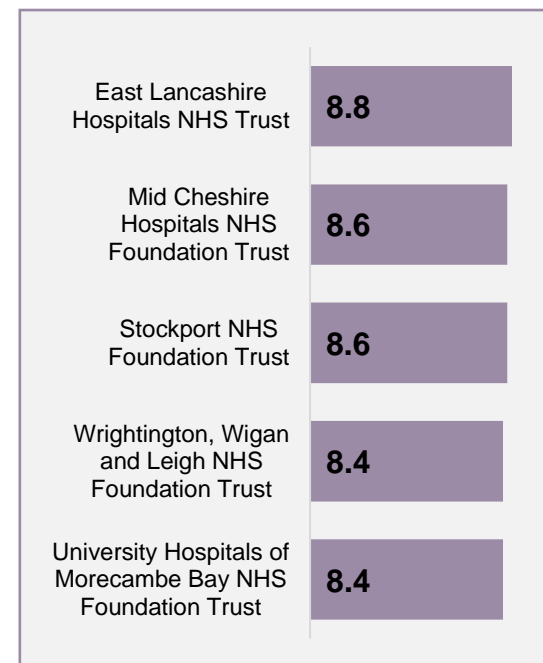 East Lancashire
Hospitals NHS Trust
8.8
Mid Cheshire
Hospitals NHS
Foundation Trust
8.6
Stockport NHS
Foundation Trust
8.6
Wrightington, Wigan
and Leigh NHS
Foundation Trust
8.4
University Hospitals of
Morecambe Bay NHS
Foundation Trust
8.4